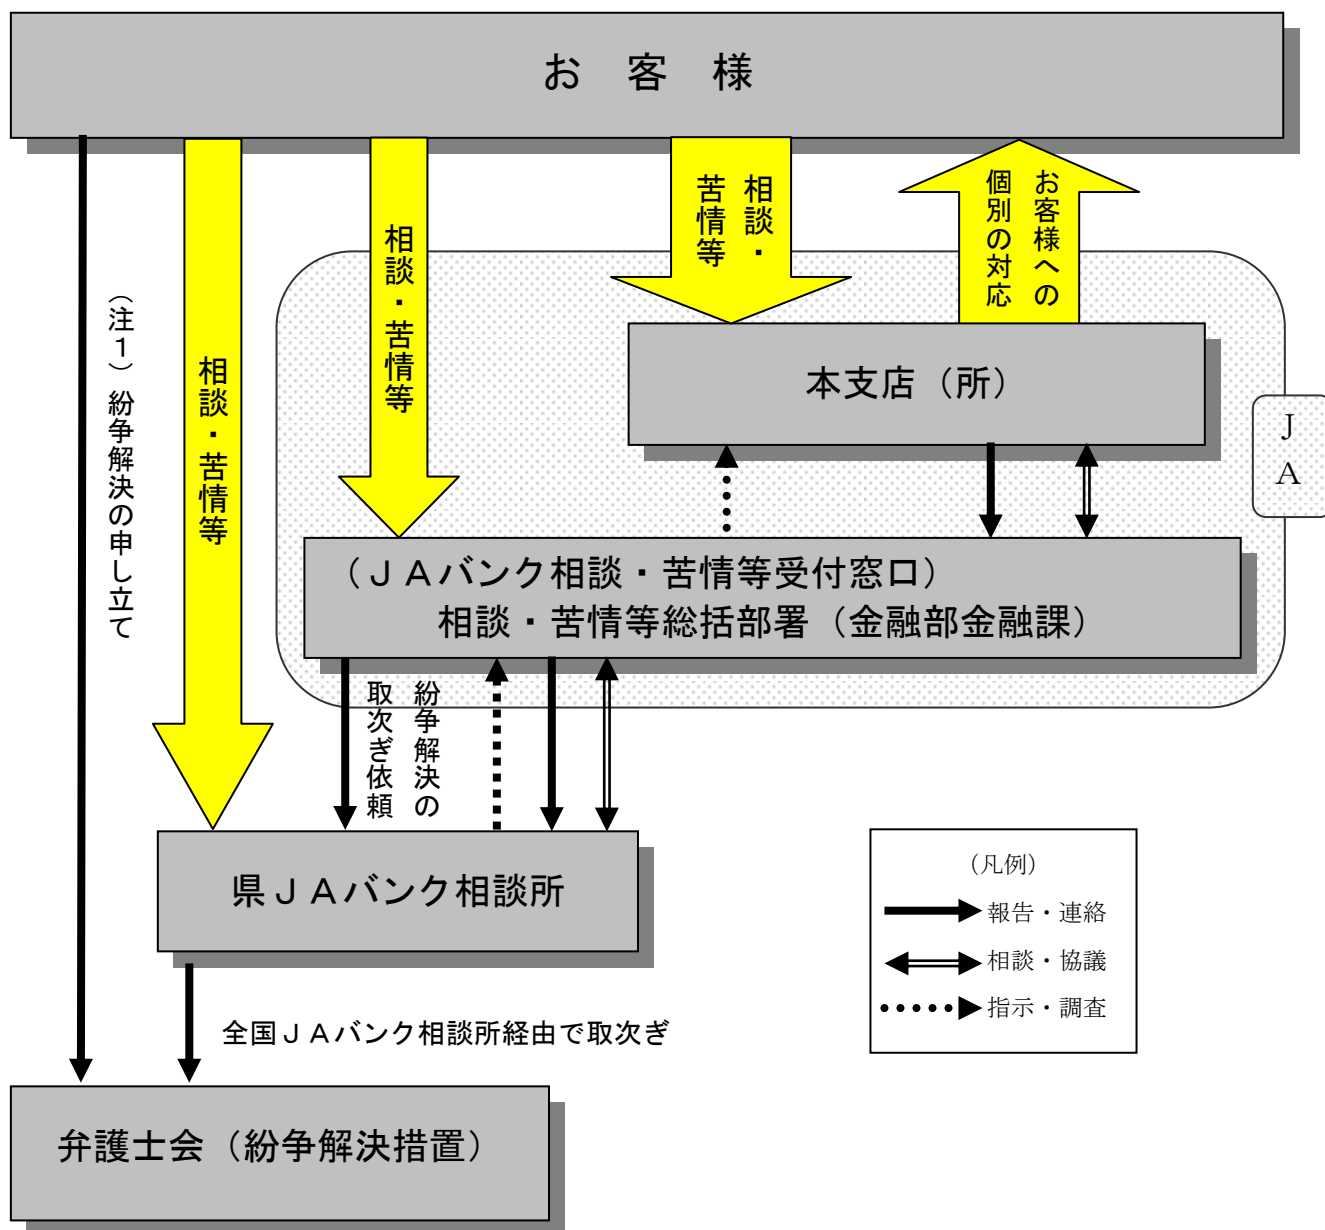 お　客　様
（注１）紛争解決の申し立て
相談・苦情等
相談・苦情等
相談・
苦情等
お客様への
個別の対応
本支店（所）
ＪＡ
（ＪＡバンク相談・苦情等受付窓口）
相談・苦情等総括部署（金融部金融課）
紛争解決の
取次ぎ依頼
県ＪＡバンク相談所
（凡例）
報告・連絡
相談・協議
指示・調査
全国ＪＡバンク相談所経由で取次ぎ
弁護士会（紛争解決措置）